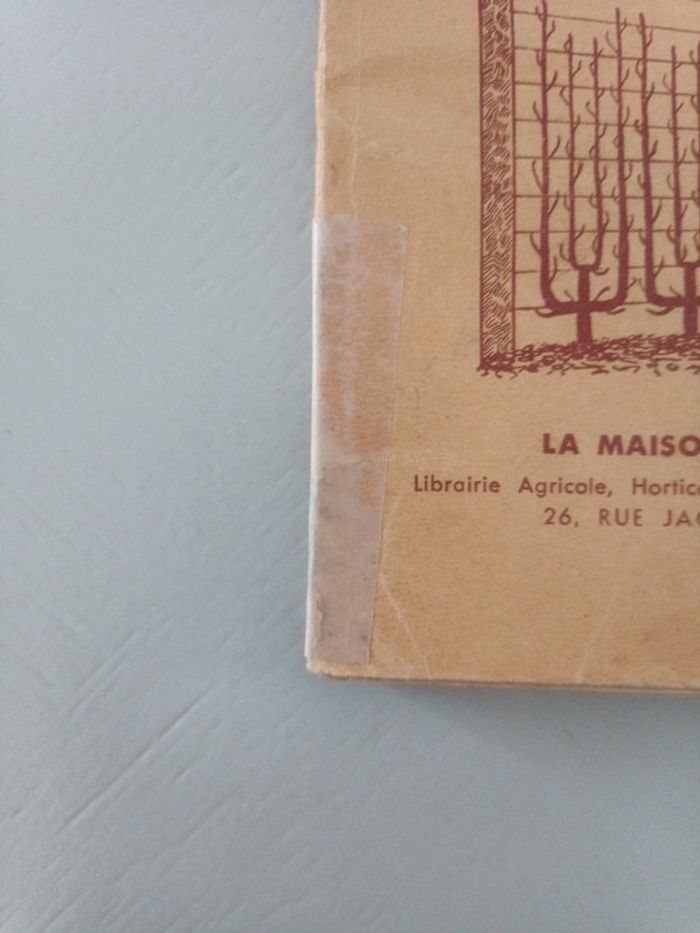 LA MAISO
Librairie Agricole, Hortic
26, RUE JA